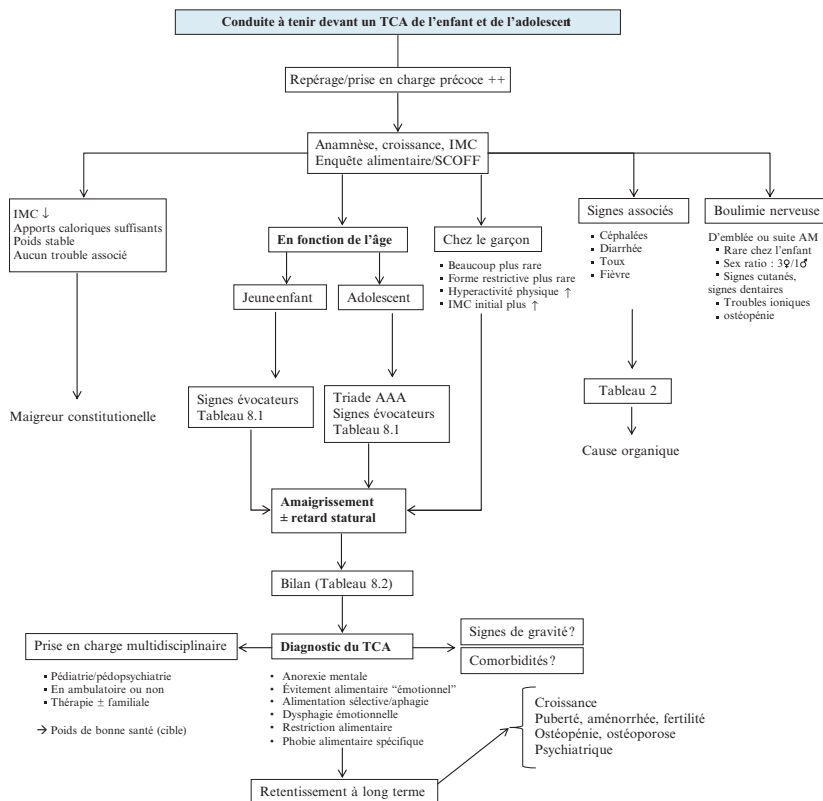 Conduite à tenir devant un TCA de l’enfant et de l’adolescent
Repérage/prise en charge précoce ++
Anamnèse, croissance, IMC
Enquête alimentaire/SCOFF
IMC ↓
Apports caloriques suffisants
Poids stable
Aucun trouble associé
Maigreur constitutionelle
En fonction de l’âge
Jeune enfant
Adolescent
Signes évocateurs
Tableau 8.1
Triade AAA
Signes évocateurs
Tableau 8.1
Chez le garçon
▪ Beaucoup plus rare
▪ Forme restrictive plus rare
▪ Hyperactivité physique ↑
▪ IMC initial plus ↑
Signes associés
▪ Céphalées
▪ Diarrhée
▪ Toux
▪ Fièvre
Tableau 2
Cause organique
Boulimie nerveuse
D’emblée ou suite AM
▪ Rare chez l’enfant
▪ Sex ratio : 3♀/1♂
▪ Signes cutanés,
signes dentaires
▪ Troubles ioniques
▪ ostéopénie
Amaigrissement
± retard statural
Bilan (Tableau 8.2)
Diagnostic du TCA
• Anorexie mentale
• Évitement alimentaire “émotionnel”
• Alimentation sélective/aphagie
• Dysphagie émotionnelle
• Restriction alimentaire
• Phobie alimentaire spécifique
Prise en charge multidisciplinaire
▪ Pédiatrie/pédopsychiatrie
▪ En ambulatoire ou non
▪ Thérapie ± familiale
→ Poids de bonne santé (cible)
Signes de gravité ?
Comorbidités ?
Retentissement à long terme
Croissance
Puberté, aménorrhée, fertilité
Ostéopénie, ostéoporose
Psychiatrique